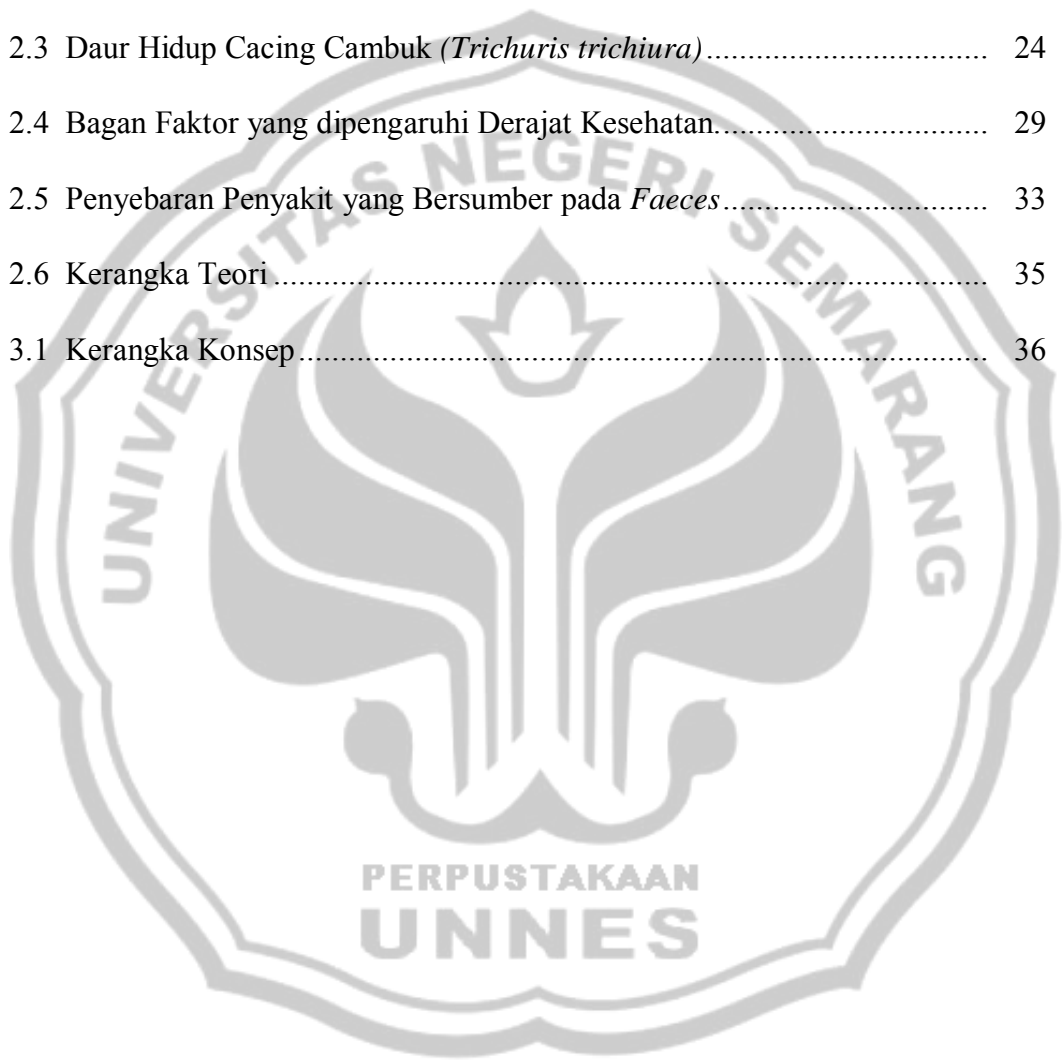 2.3 Daur Hidup Cacing Cambuk (Trichuris trichiura) ................................. 24
2.4 Bagan Faktor yang dipengaruhi Derajat Kesehatan. ............................... 29
2.5 Penyebaran Penyakit yang Bersumber pada Faeces ............................... 33
2.6 Kerangka Teori ..................................................................................... 35
3.1 Kerangka Konsep .................................................................................. 36
UNIVERSITAS NEGERI SEMARANG
PERPUSTAKAAN
UNNES